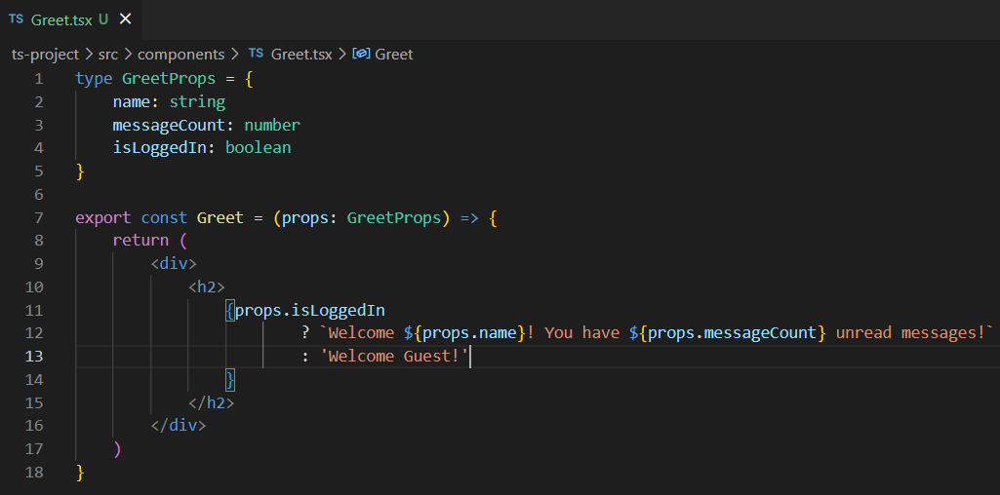 TS Greet.tsx U ×
ts-project > src > components > TS Greet.tsx > Greet
1 type GreetProps = {
2     name: string
3     messageCount: number
4     isLoggedIn: boolean
5 }
6
7 export const Greet = (props: GreetProps) => {
8     return (
9         <div>
10             <h2>
11                 {props.isLoggedIn
12                         ? `Welcome ${props.name}! You have ${props.messageCount} unread messages!`
13                         : 'Welcome Guest!'
14                 }
15             </h2>
16         </div>
17     )
18 }